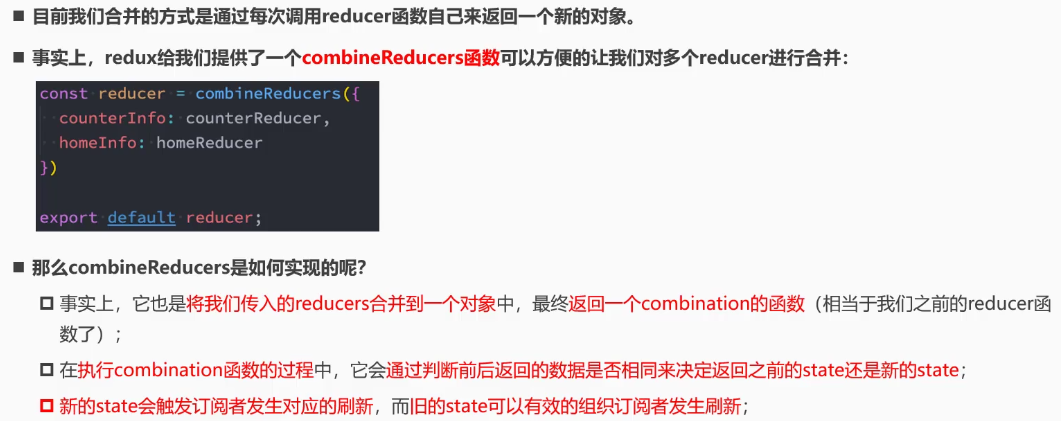 目前我们合并的方式是通过每次调用reducer函数自己来返回一个新的对象。
事实上，redux给我们提供了一个combineReducers函数可以方便的让我们对多个reducer进行合并：
const reducer = combineReducers({
  counterInfo: counterReducer,
  homeInfo: homeReducer
})
export default reducer;
那么combineReducers是如何实现的呢？
事实上，它也是将我们传入的reducers合并到一个对象中，最终返回一个combination的函数（相当于我们之前的reducer函
数了）；
在执行combination函数的过程中，它会通过判断前后返回的数据是否相同来决定返回之前的state还是新的state；
新的state会触发订阅者发生对应的刷新，而旧的state可以有效的组织订阅者发生刷新；